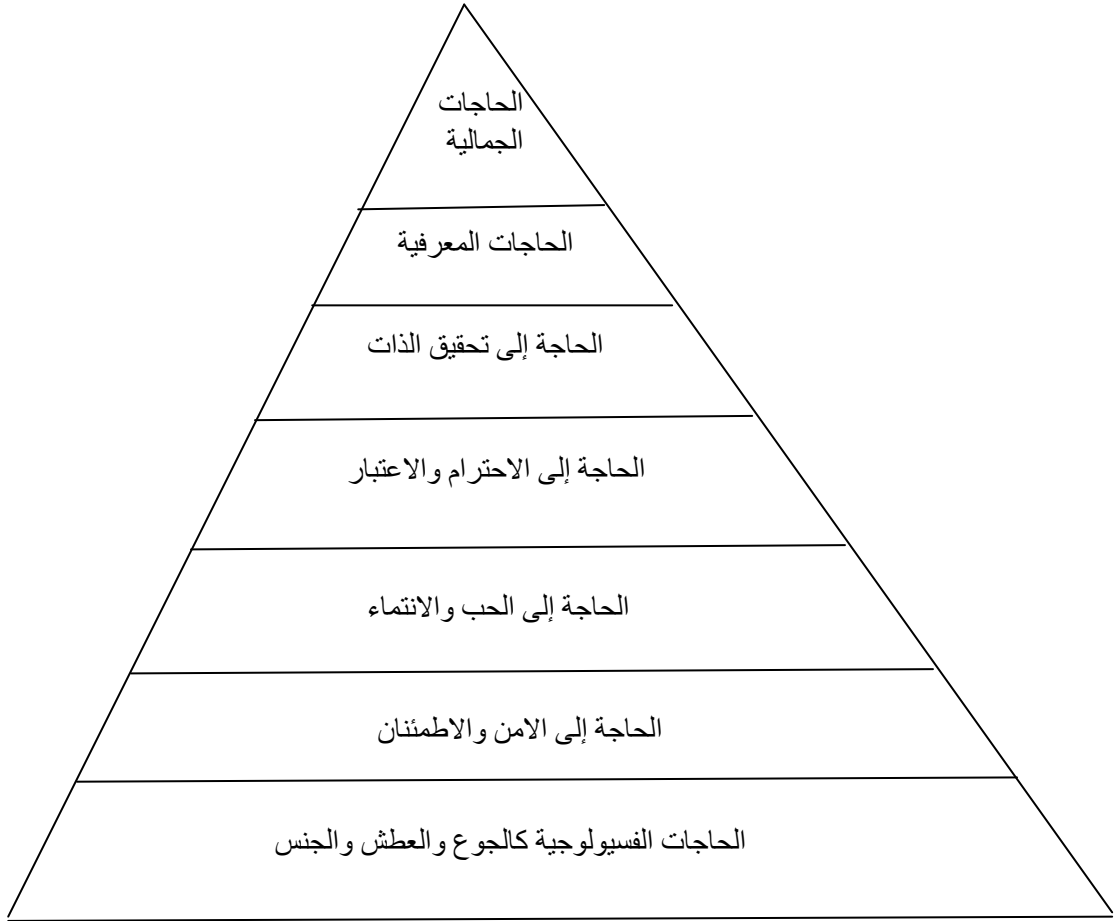 الحاجات
الجمالية
الحاجات المعرفية
الحاجة إلى تحقيق الذات
الحاجة إلى الاحترام والاعتبار
الحاجة إلى الحب والانتماء
الحاجة إلى الامن والاطمئنان
الحاجات الفسيولوجية كالجوع والعطش والجنس